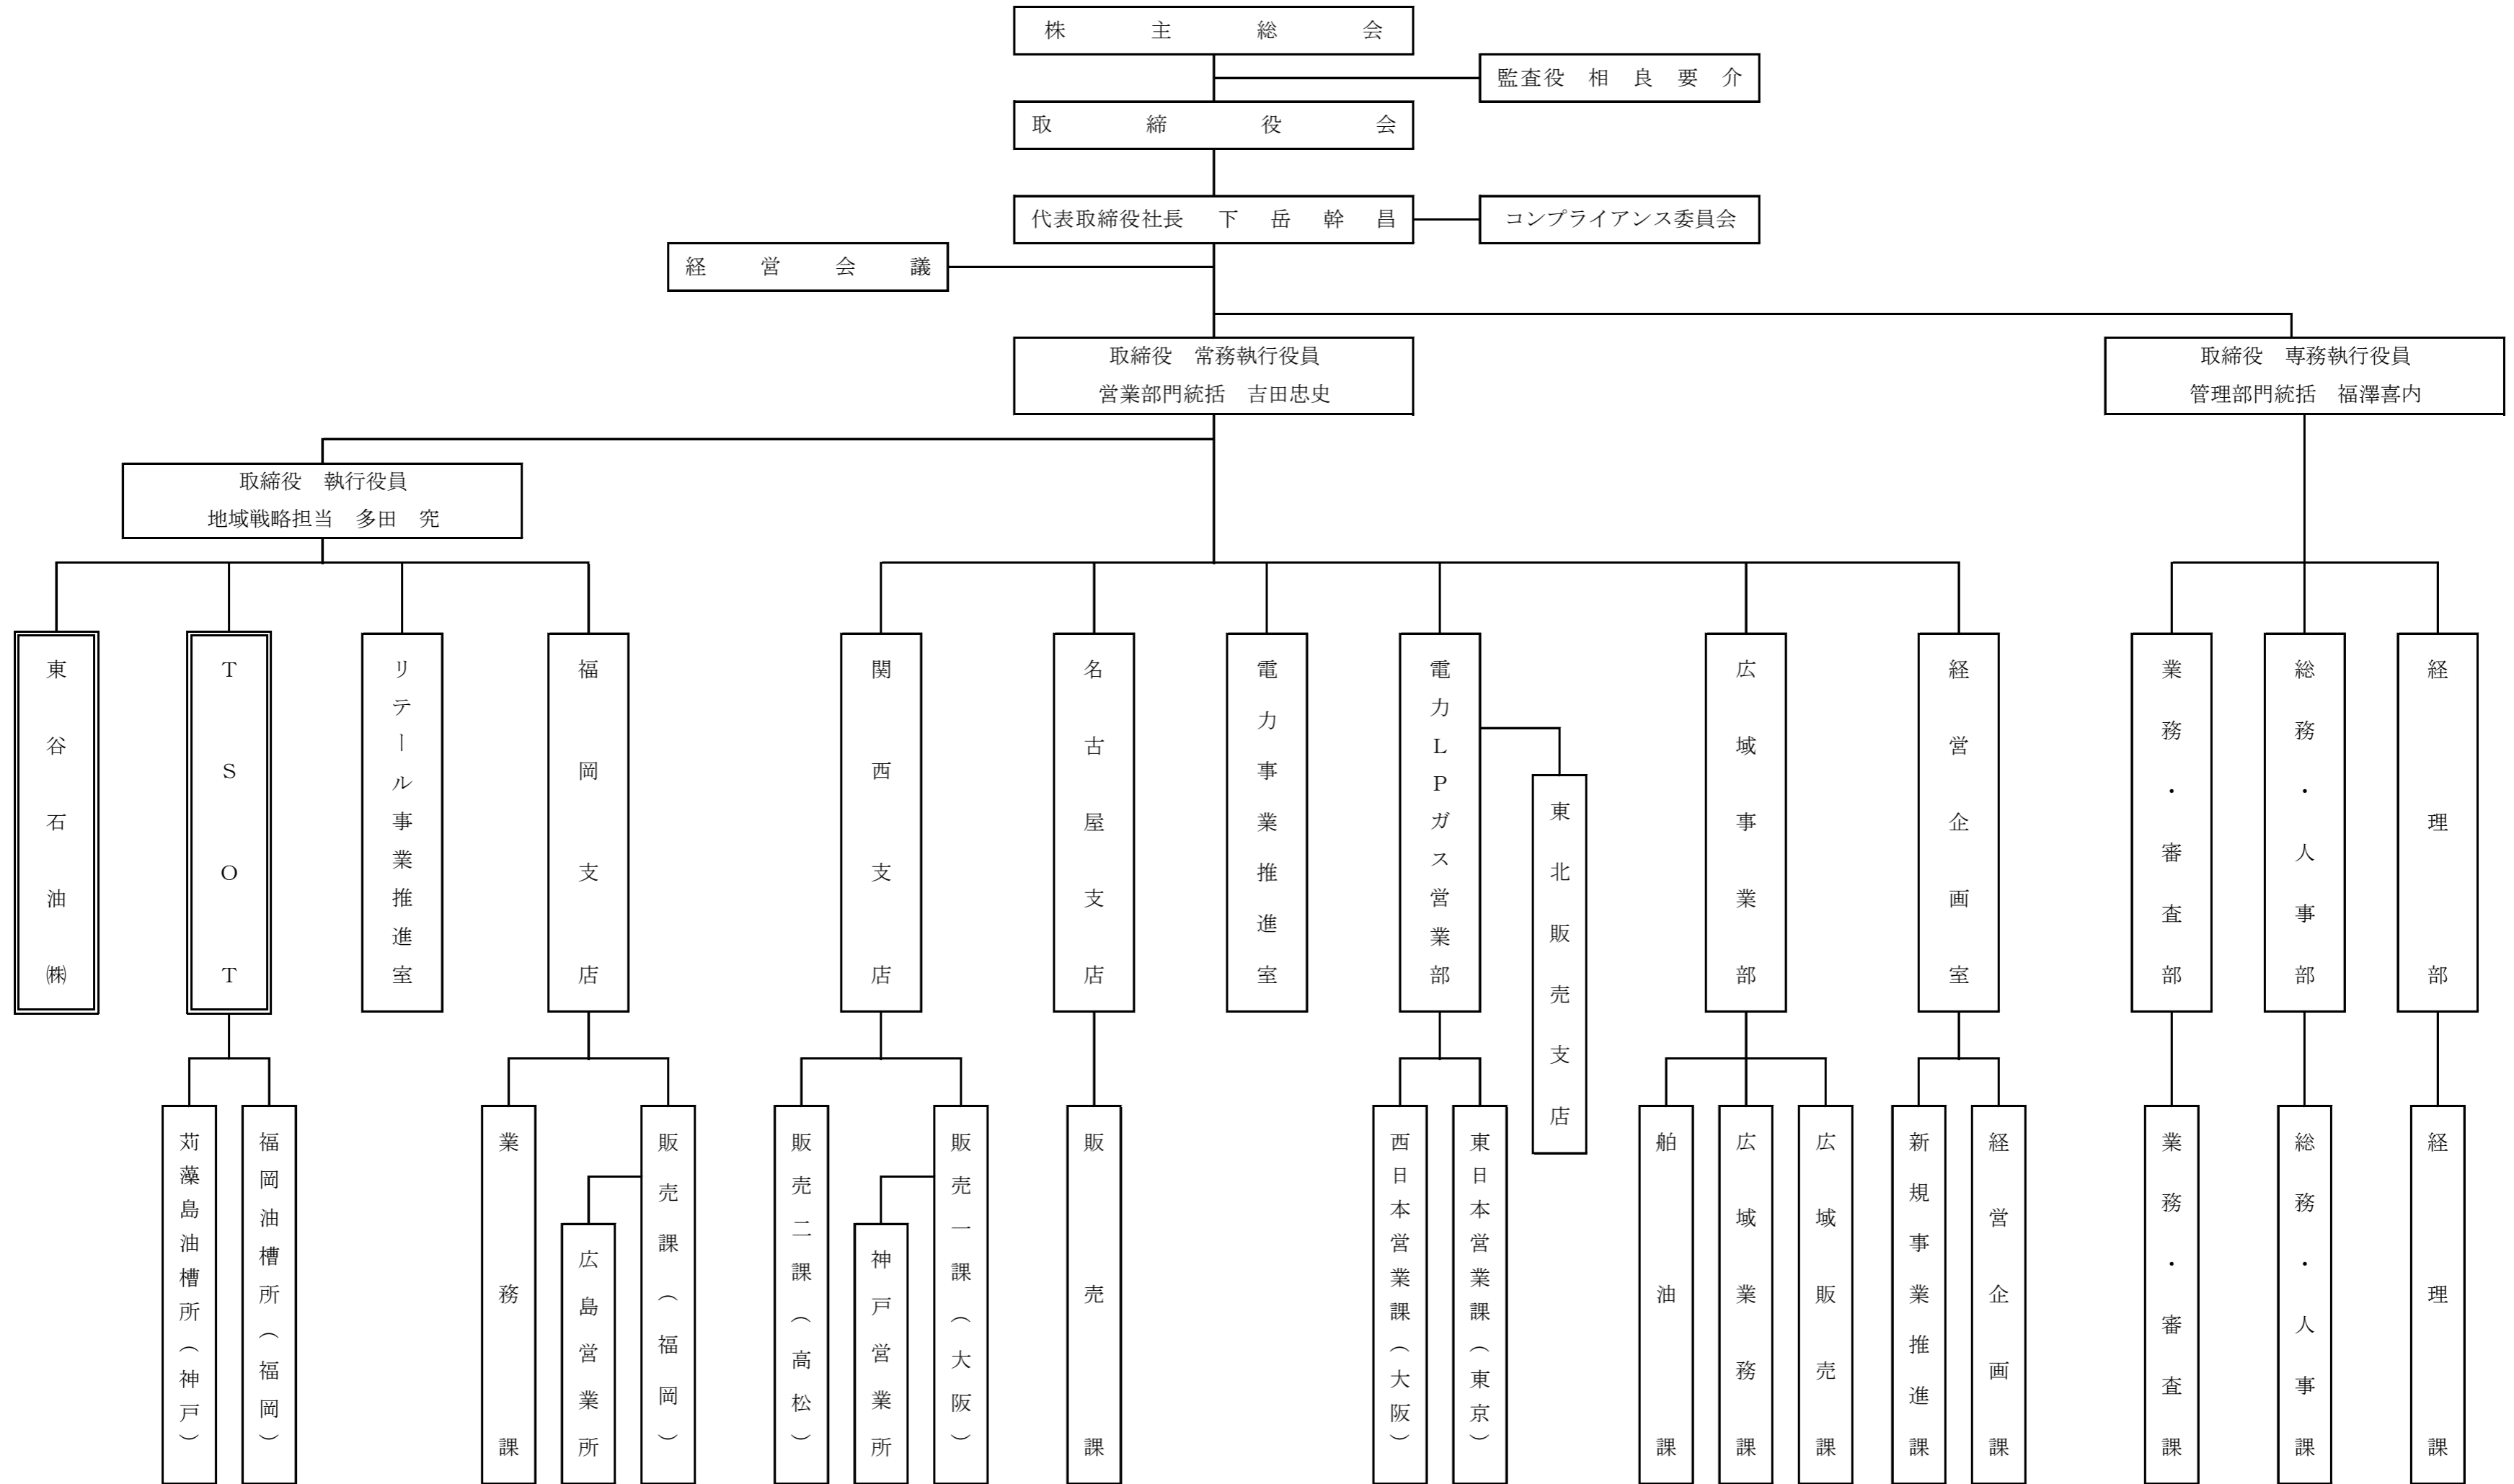 株主総会
監査役 相良要介
取締役会
代表取締役社長 下岳幹昌
コンプライアンス委員会
経営会議
取締役 常務執行役員
営業部門統括 吉田忠史
取締役 専務執行役員
管理部門統括 福澤喜内
取締役 執行役員
地域戦略担当 多田 究
東谷石油㈱
TSOT
リテール事業推進室
福岡支店
関西支店
名古屋支店
電力事業推進室
電力LPガス営業部
東北販売支店
広域事業部
経営企画室
業務・審査部
総務・人事部
経理部
苅藻島油槽所(神戸)
福岡油槽所(福岡)
業務課
広島営業所
販売課(福岡)
販売二課(高松)
神戸営業所
販売一課(大阪)
販売課
西日本営業課(大阪)
東日本営業課(東京)
舶油課
広域業務課
広域販売課
新規事業推進課
経営企画課
業務・審査課
総務・人事課
経理課